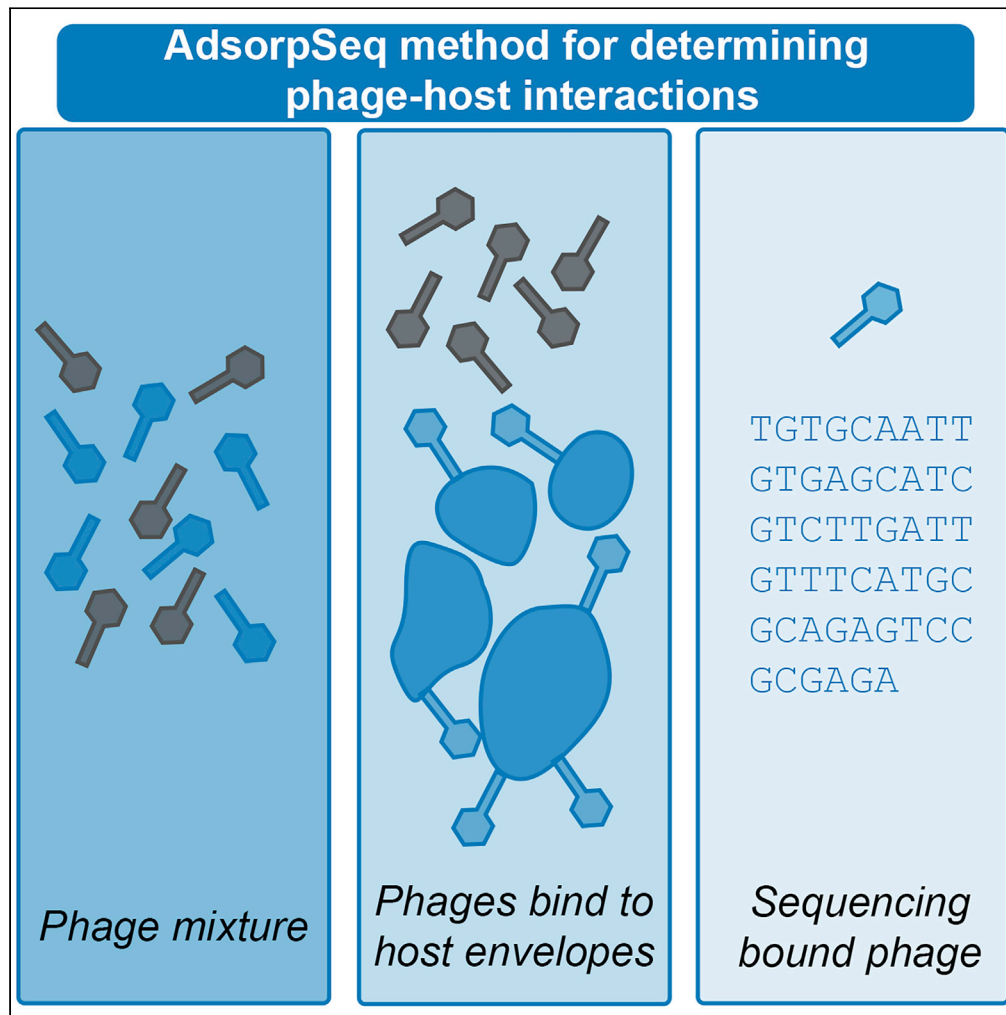 AdsorpSeq method for determining
phage-host interactions
Phage mixture
Phages bind to
host envelopes
TGTGCAATT
GTGAGCATC
GTCTTGATT
GTTTCATGC
GCAGAGTCC
GCGAGA
Sequencing
bound phage